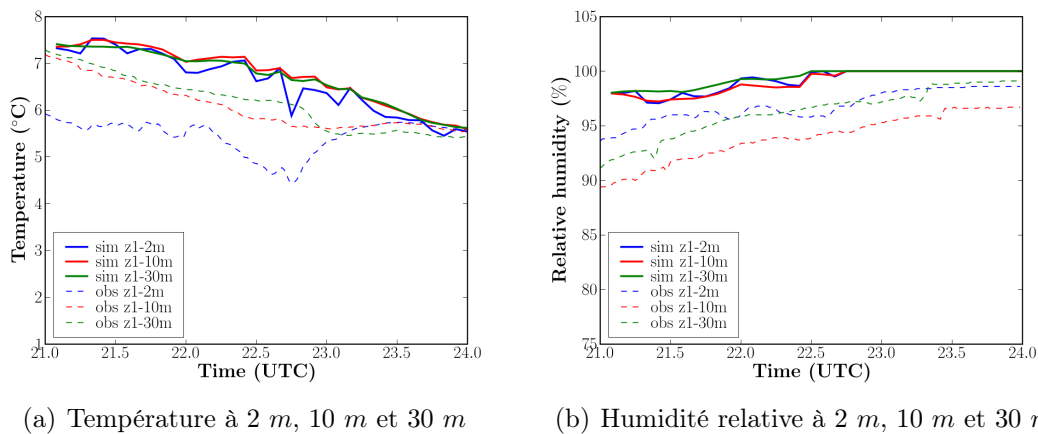 8
7
6
5
4
3
2
1
21.0 21.5 22.0 22.5 23.0 23.5 24.0
Temperature (°C)
Time (UTC)
sim z1-2m
sim z1-10m
sim z1-30m
obs z1-2m
obs z1-10m
obs z1-30m
(a) Température à 2 m, 10 m et 30 m
105
100
95
90
85
80
75
21.0 21.5 22.0 22.5 23.0 23.5 24.0
Relative humidity (%)
Time (UTC)
sim z1-2m
sim z1-10m
sim z1-30m
obs z1-2m
obs z1-10m
obs z1-30m
(b) Humidité relative à 2 m, 10 m et 30